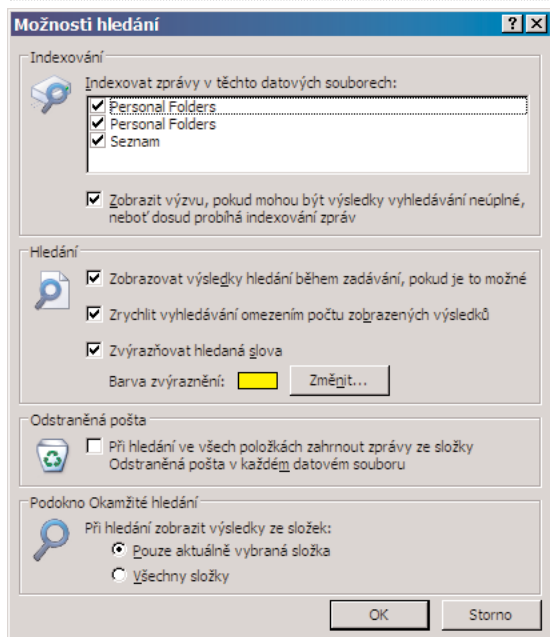 Možnosti hledání
Indexování
Indexovat zprávy v těchto datových souborech:
Personal Folders
Personal Folders
Seznam
Zobrazit výzvu, pokud mohou být výsledky vyhledávání neúplné,
neboť dosud probíhá indexování zpráv
Hledání
Zobrazovat výsledky hledání během zadávání, pokud je to možné
Zrychlit vyhledávání omezením počtu zobrazených výsledků
Zvýrazňovat hledaná slova
Barva zvýraznění: Změnit...
Odstraněná pošta
Při hledání ve všech položkách zahrnout zprávy ze složky
Odstraněná pošta v každém datovém souboru
Podokno Okamžité hledání
Při hledání zobrazit výsledky ze složek:
Pouze aktuálně vybraná složka
Všechny složky
OK Storno